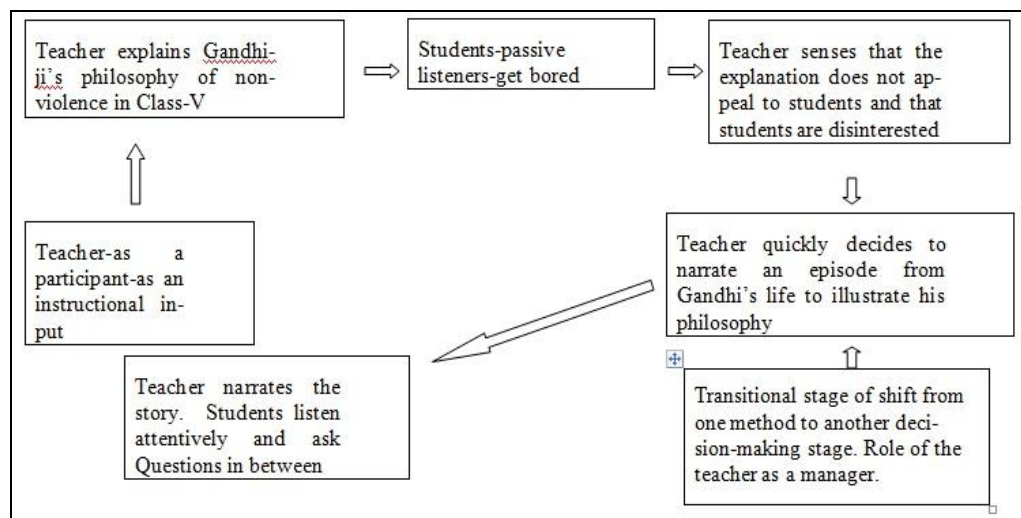 Teacher explains Gandhi-
ji's philosophy of non-
violence in Class-V
Students-passive
listeners-get bored
Teacher senses that the
explanation does not ap-
peal to students and that
students are disinterested
Teacher-as a
participant-as an
instructional in-
put
Teacher quickly decides to
narrate an episode from
Gandhi's life to illustrate his
philosophy
Teacher narrates the
story. Students listen
attentively and ask
Questions in between
Transitional stage of shift from
one method to another deci-
sion-making stage. Role of the
teacher as a manager.